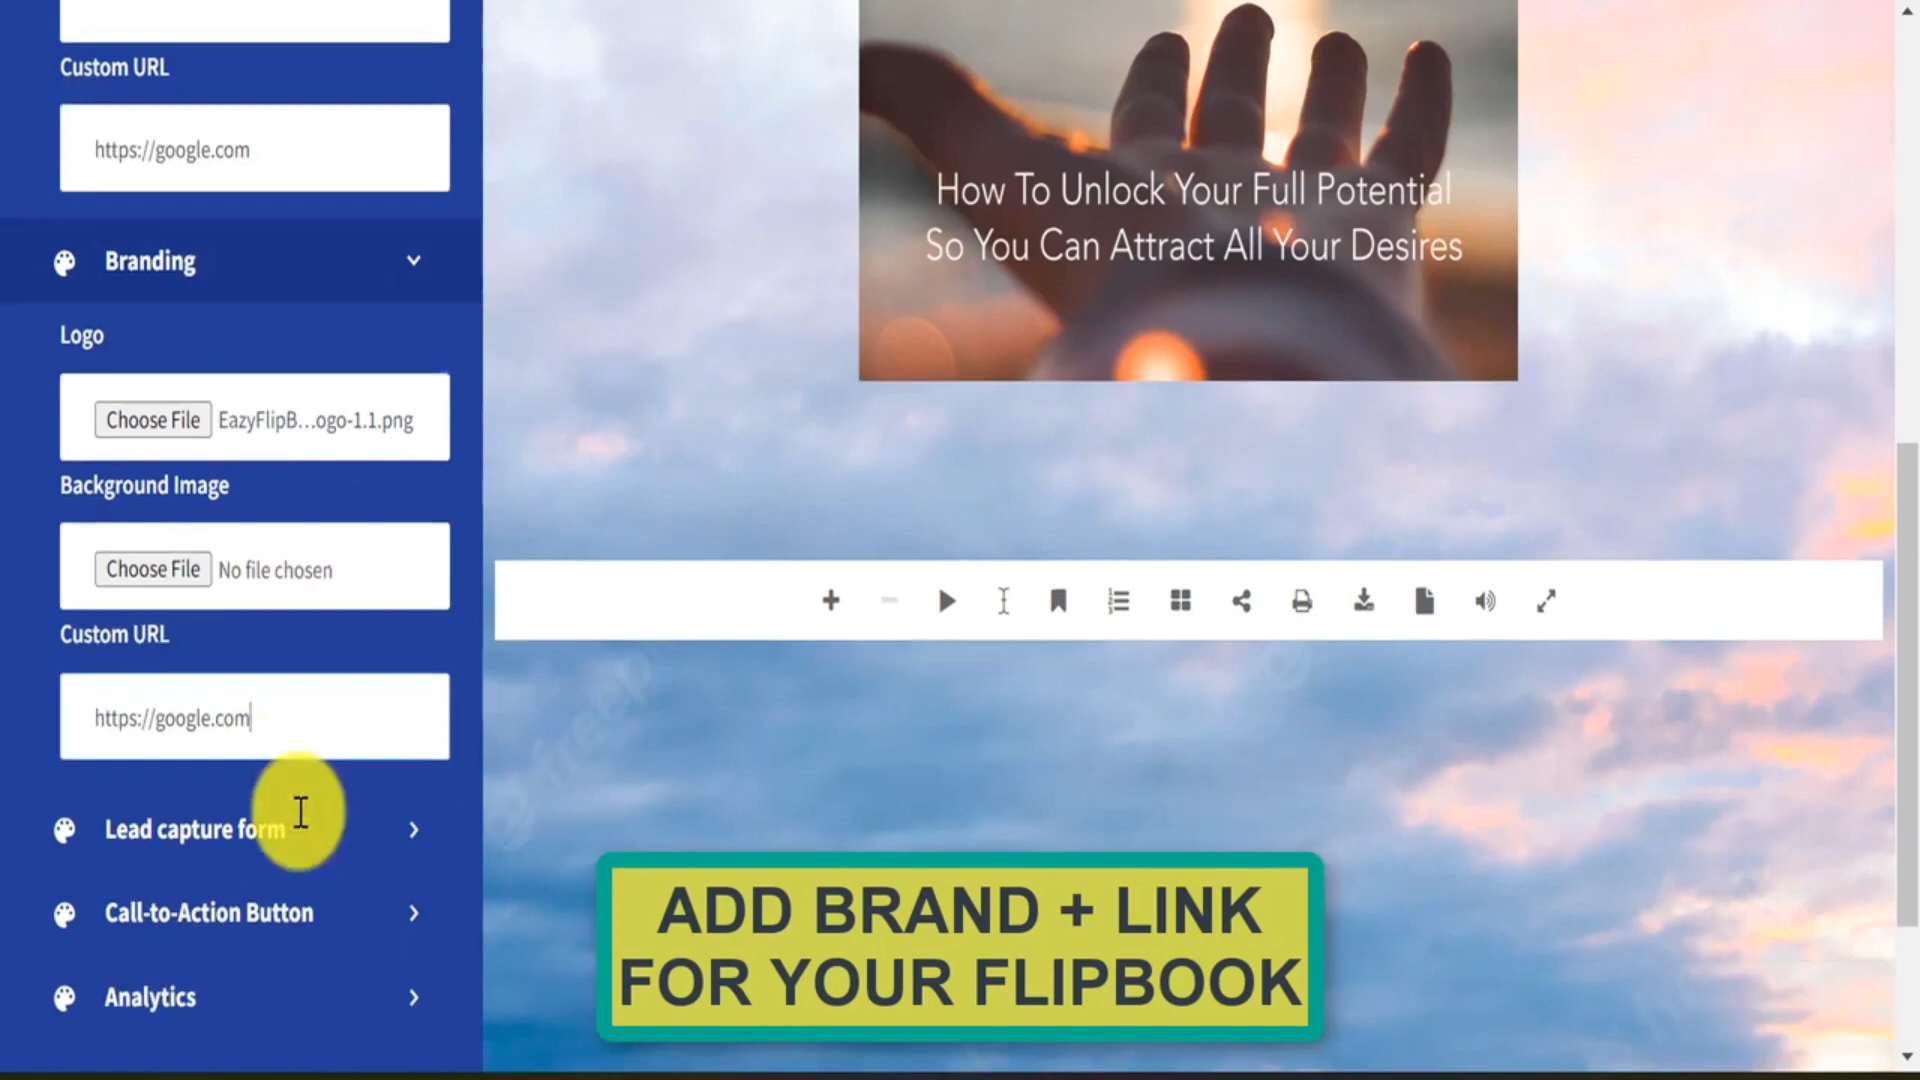 Custom URL
https://google.com
Branding
Logo
Choose File EazyFlipB...ogo-1.1.png
Background Image
Choose File No file chosen
Custom URL
https://google.com
Lead capture form
Call-to-Action Button
Analytics
How To Unlock Your Full Potential
So You Can Attract All Your Desires
ADD BRAND + LINK
FOR YOUR FLIPBOOK